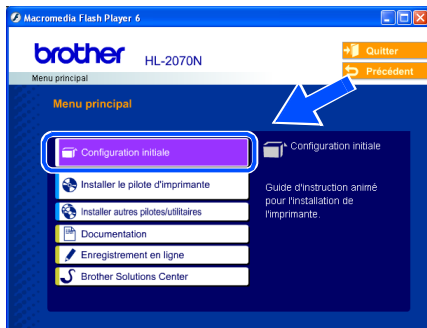 Macromedia Flash Player 6
brother HL-2070N
Quitter
Précédent
Menu principal
Menu principal
Configuration initiale
Installer le pilote d'imprimante
Installer autres pilotes/utilitaires
Documentation
Enregistrement en ligne
Brother Solutions Center
Configuration initiale
Guide d'instruction animé
pour l'installation de
l'imprimante.